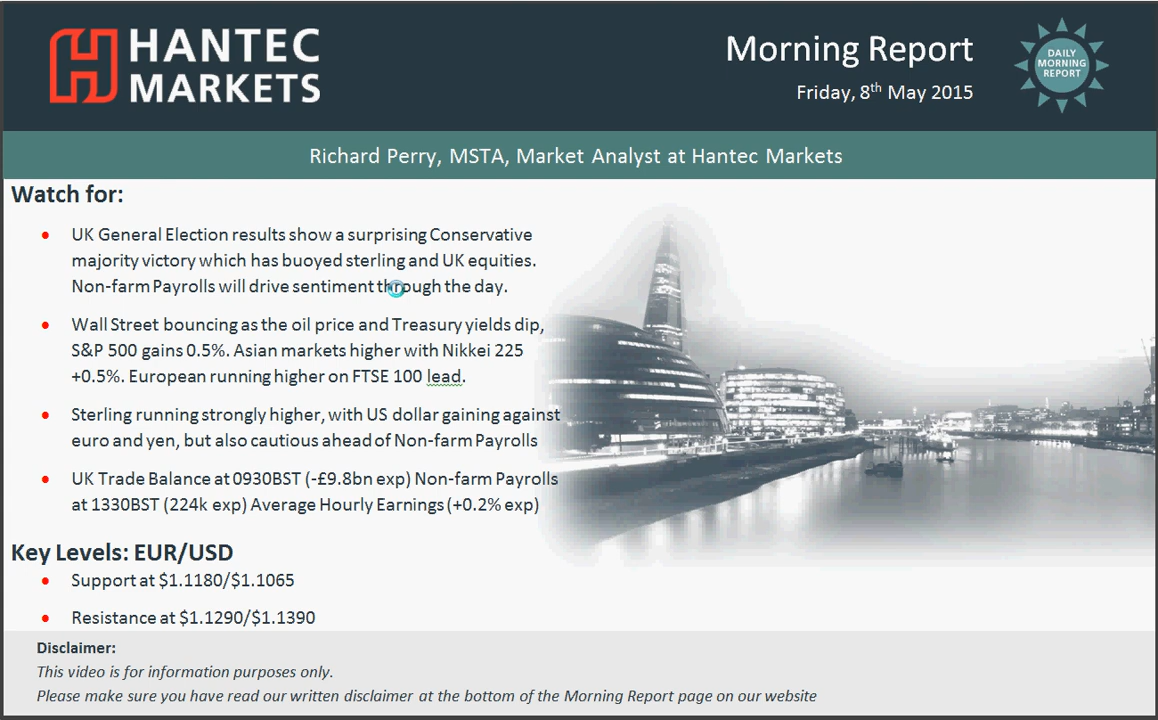 HANTEC
MARKETS
Morning Report
Friday, 8th May 2015
DAILY
MORNING
REPORT
Richard Perry, MSTA, Market Analyst at Hantec Markets
Watch for:
UK General Election results show a surprising Conservative
majority victory which has buoyed sterling and UK equities.
Non-farm Payrolls will drive sentiment through the day.
Wall Street bouncing as the oil price and Treasury yields dip,
S&P 500 gains 0.5%. Asian markets higher with Nikkei 225
+0.5%. European running higher on FTSE 100 lead.
Sterling running strongly higher, with US dollar gaining against
euro and yen, but also cautious ahead of Non-farm Payrolls
UK Trade Balance at 0930BST (-£9.8bn exp) Non-farm Payrolls
at 1330BST (224k exp) Average Hourly Earnings (+0.2% exp)
Key Levels: EUR/USD
Support at $1.1180/$1.1065
Resistance at $1.1290/$1.1390
Disclaimer:
This video is for information purposes only.
Please make sure you have read our written disclaimer at the bottom of the Morning Report page on our website